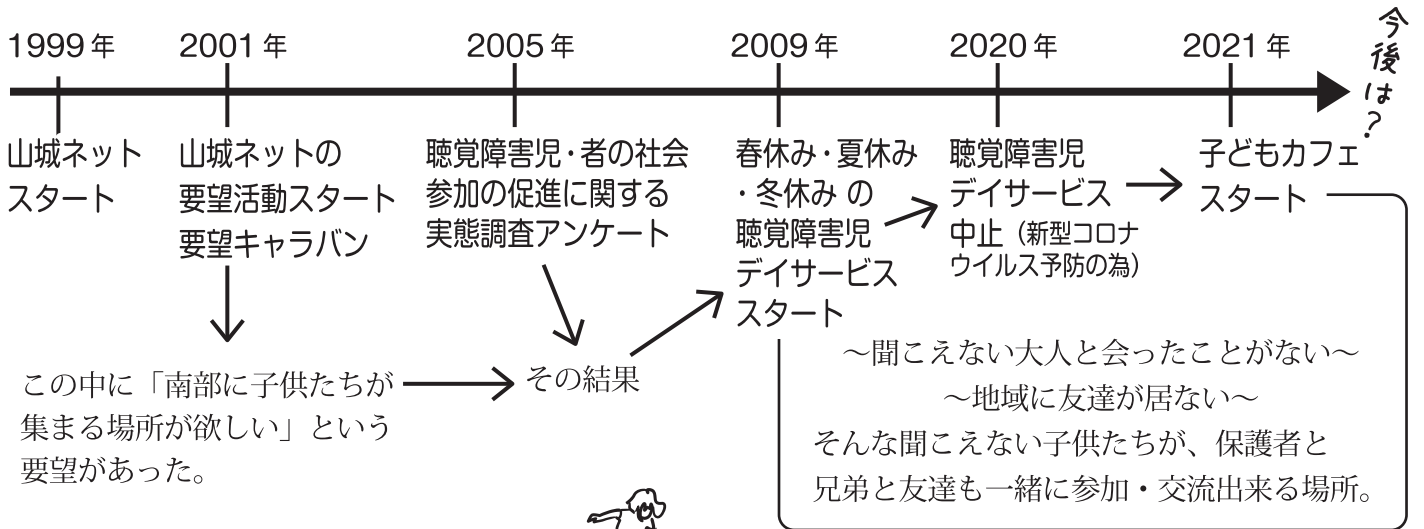 1999年
2001年
2005年
2009年
2020年
2021年
今後は？
山城ネット
スタート
山城ネットの
要望活動スタート
要望キャラバン
聴覚障害児・者の社会
参加の促進に関する
実態調査アンケート
春休み・夏休み
・冬休み の
聴覚障害児
デイサービス
スタート
聴覚障害児
デイサービス
中止（新型コロナ
ウイルス予防の為）
子どもカフェ
スタート
この中に「南部に子供たちが
集まる場所が欲しい」という
要望があった。
その結果
～聞こえない大人と会ったことがない～
～地域に友達が居ない～
そんな聞こえない子供たちが、保護者と
兄弟と友達も一緒に参加・交流出来る場所。